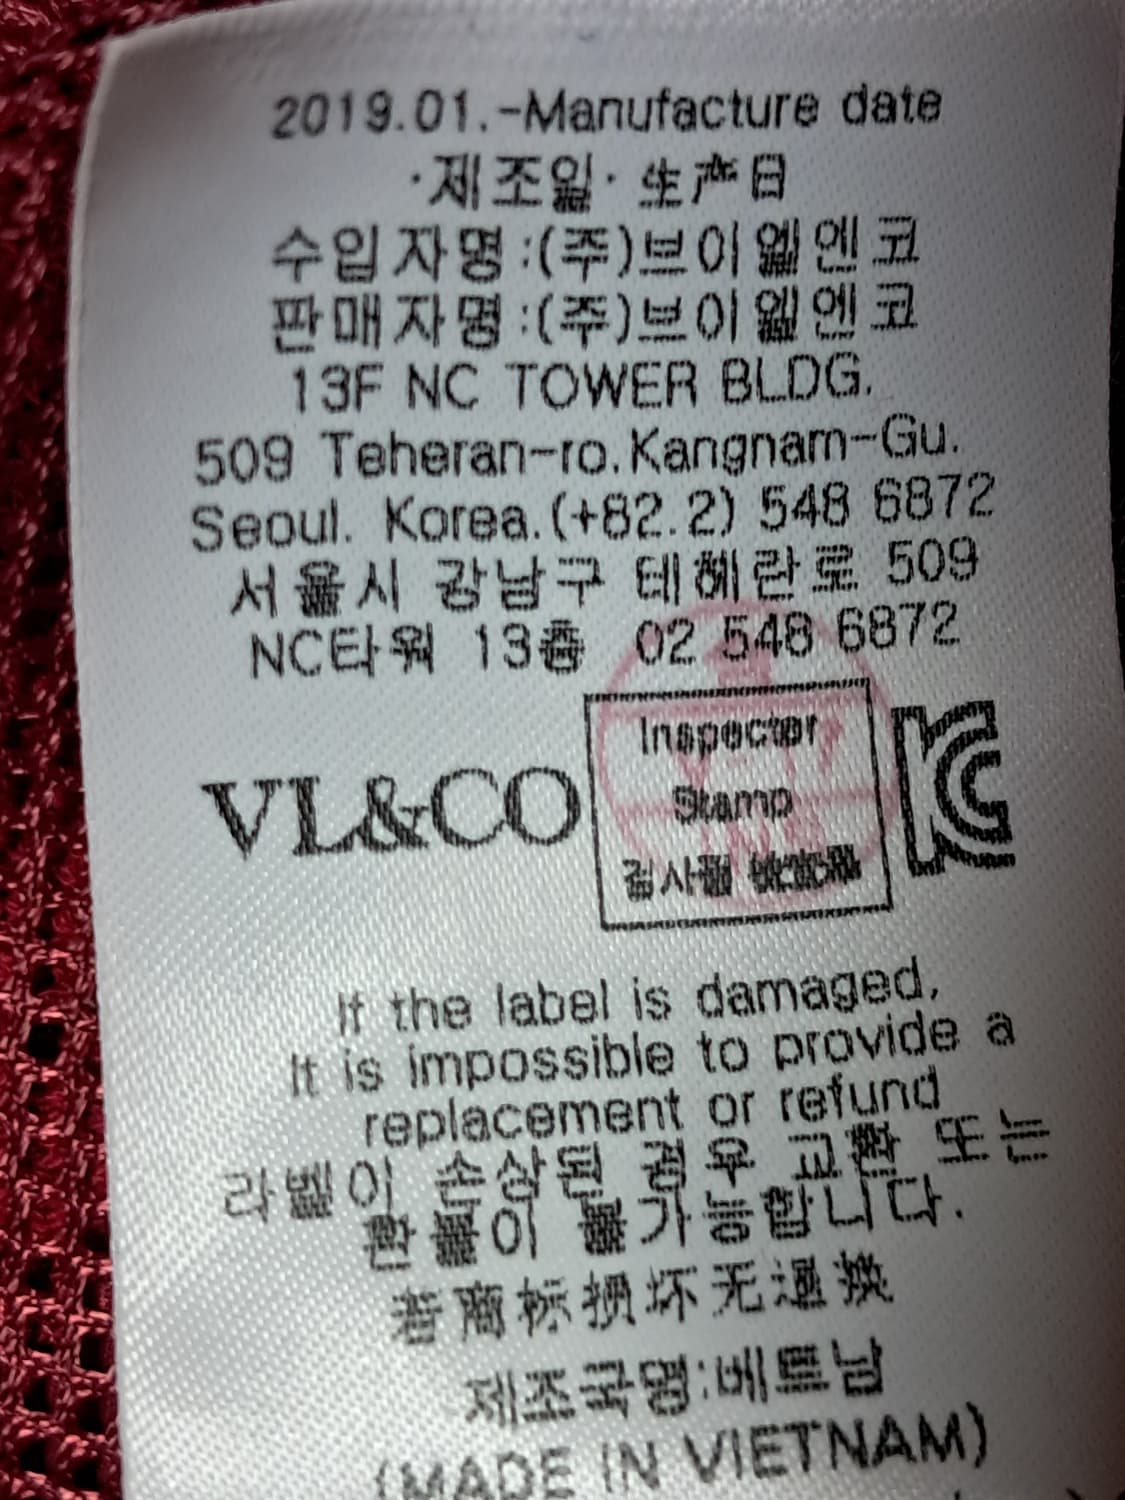 2019.01.-Manufacture date
·제조일· 生产日
수입자명:(주)브이엘엔코
판매자명:(주)브이엘엔코
13F NC TOWER BLDG.
509 Teheran-ro.Kangnam-Gu.
Seoul. Korea.(+82.2) 548 6872
서울시 강남구 테헤란로 509
NC타워 13층 02 548 6872
VL&CO
Inspector
Stamp
KC
If the label is damaged,
It is impossible to provide a
replacement or refund
라벨이 손상된 경우 교환 또는
환불이 불가능합니다.
若商标损坏无退换
제조국명:베트남
(MADE IN VIETNAM)